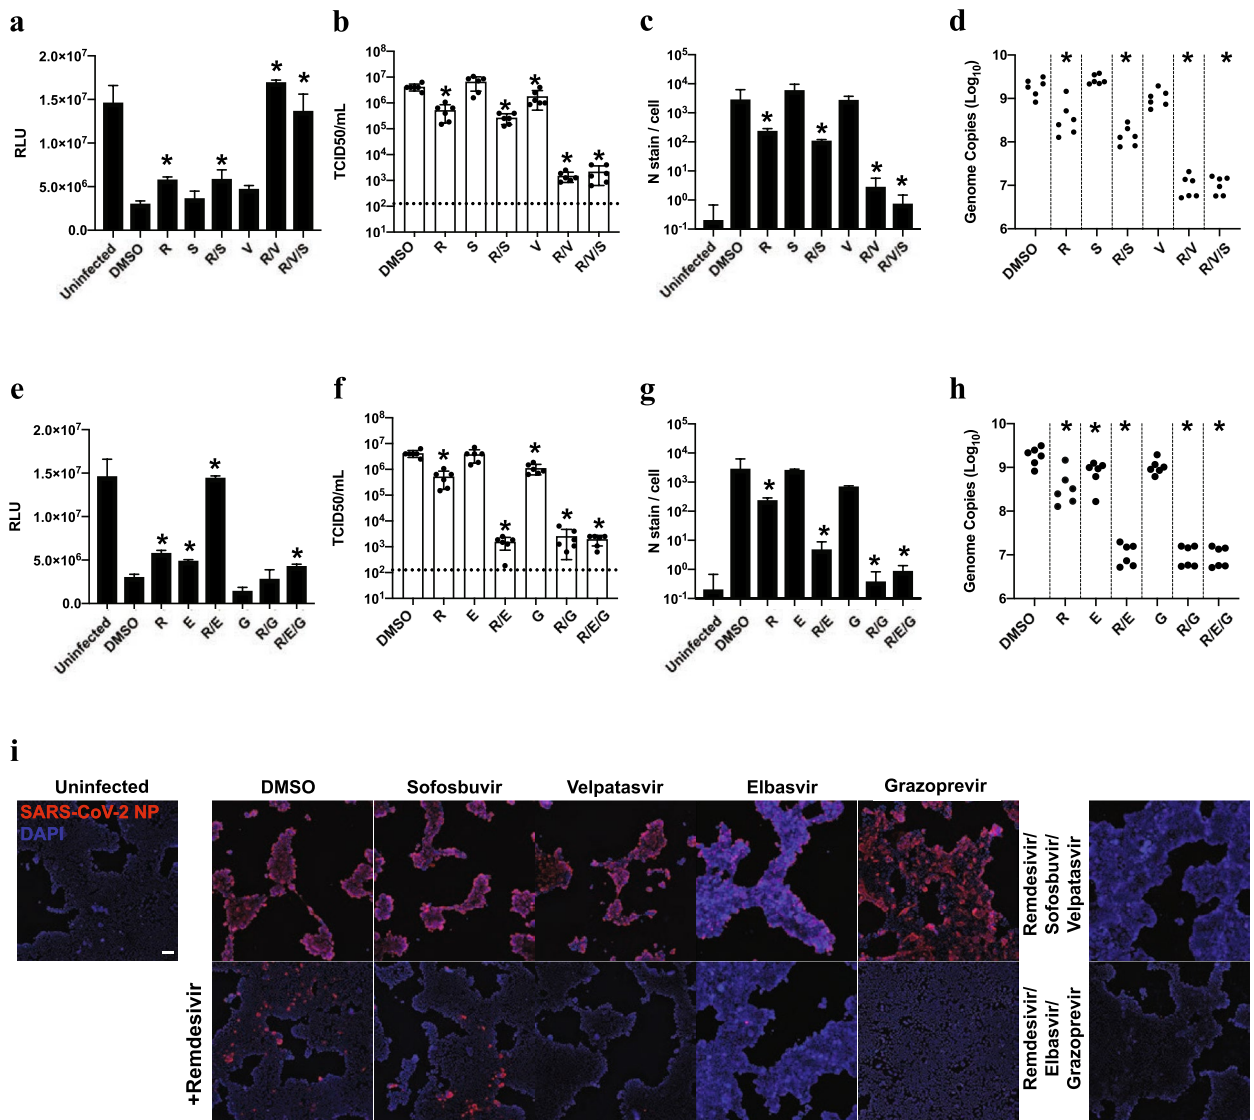 a
b
c
d
RLU
2.0×10⁷
1.5×10⁷
1.0×10⁷
5.0×10⁶
0.0
Uninfected
DMSO
R
S
R/S
V
R/V
R/V/S
* * * *
TCID50/mL
10⁸
10⁷
10⁶
10⁵
10⁴
10³
10²
10¹
DMSO
R
S
R/S
V
R/V
R/V/S
* * * * *
N stain / cell
10⁵
10⁴
10³
10²
10¹
10⁰
10⁻¹
Uninfected
DMSO
R
S
R/S
V
R/V
R/V/S
* * * *
Genome Copies (Log₁₀)
10
9
8
7
6
DMSO
R
S
R/S
V
R/V
R/V/S
* * * *
e
f
g
h
RLU
2.0×10⁷
1.5×10⁷
1.0×10⁷
5.0×10⁶
0.0
Uninfected
DMSO
R
E
R/E
G
R/G
R/E/G
* * * *
TCID50/mL
10⁸
10⁷
10⁶
10⁵
10⁴
10³
10²
10¹
DMSO
R
E
R/E
G
R/G
R/E/G
* * * * *
N stain / cell
10⁵
10⁴
10³
10²
10¹
10⁰
10⁻¹
Uninfected
DMSO
R
E
R/E
G
R/G
R/E/G
* * * *
Genome Copies (Log₁₀)
10
9
8
7
6
DMSO
R
E
R/E
G
R/G
R/E/G
* * * * *
i
Uninfected
DMSO
Sofosbuvir
Velpatasvir
Elbasvir
Grazoprevir
SARS-CoV-2 NP
DAPI
Remdesivir/
Sofosbuvir/
Velpatasvir
+Remdesivir
Remdesivir/
Elbasvir/
Grazoprevir